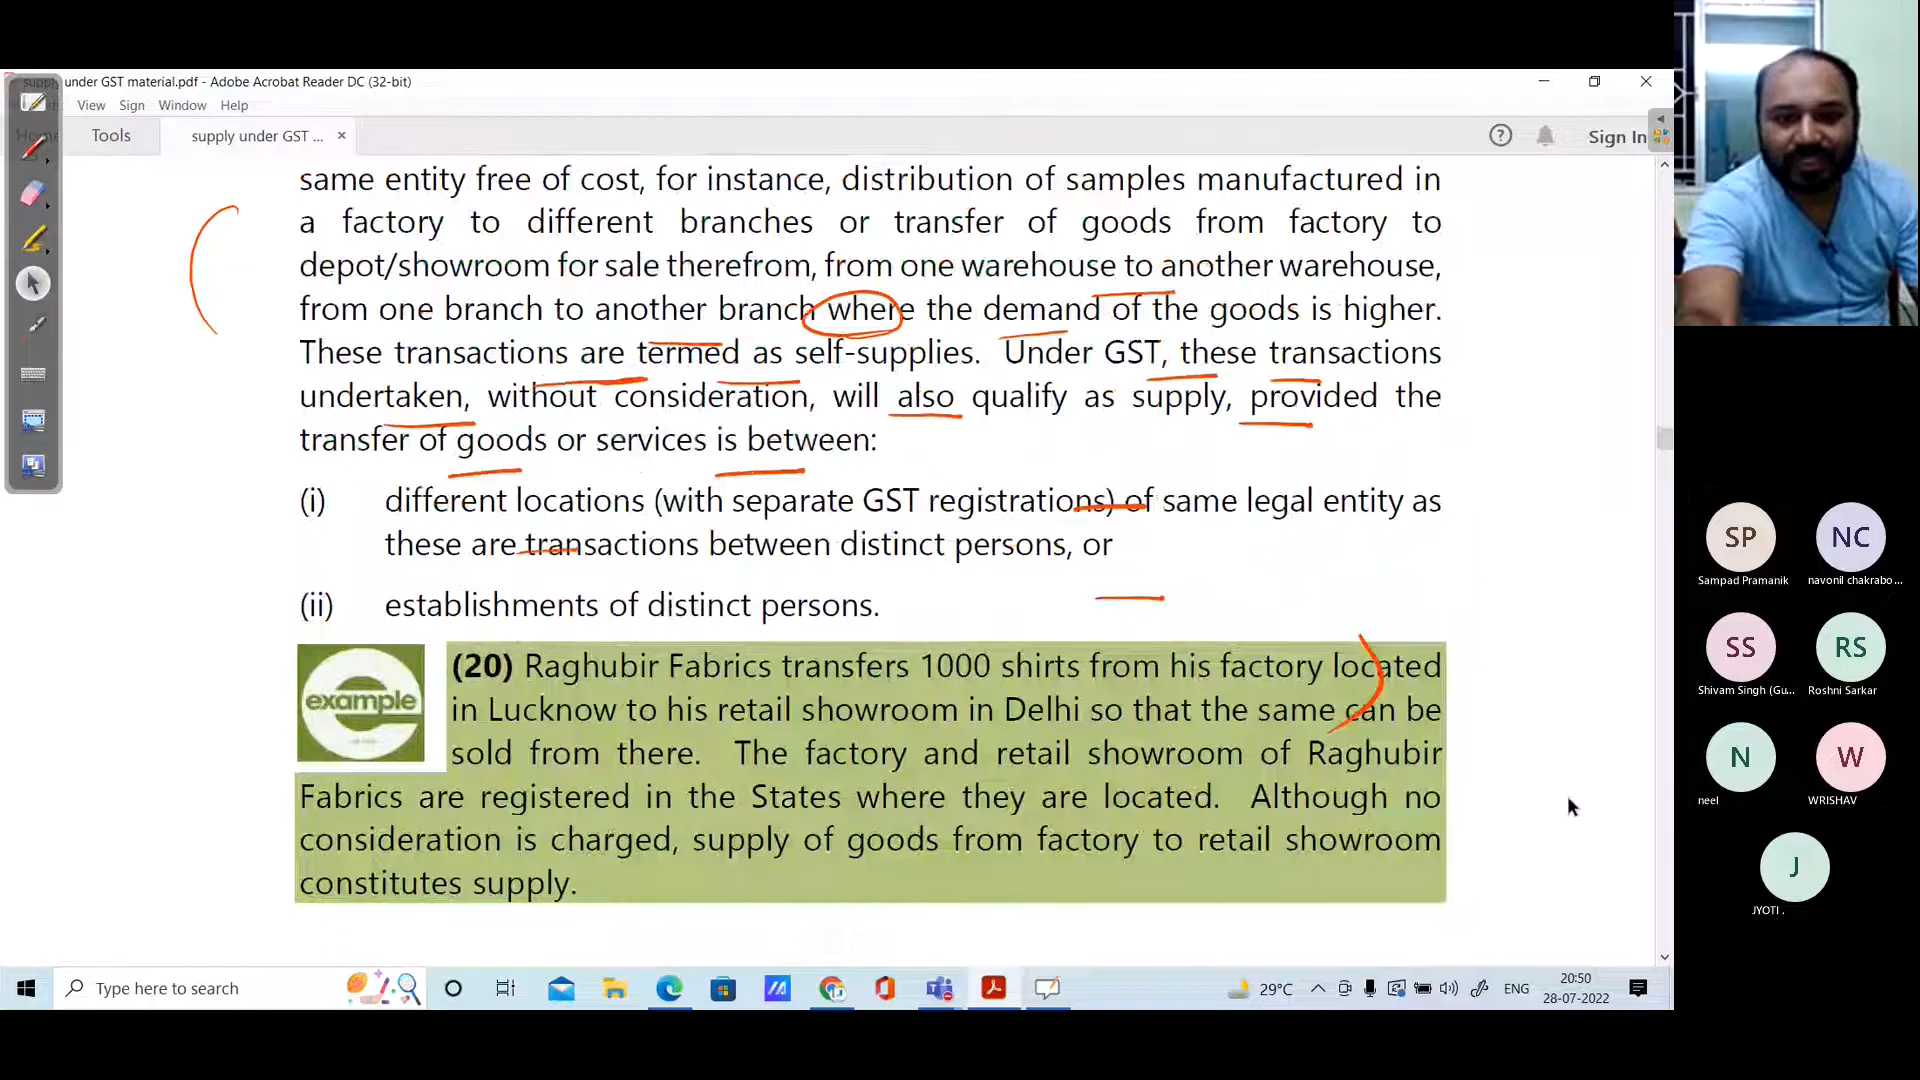 supply under GST material.pdf - Adobe Acrobat Reader DC (32-bit)
View Sign Window Help
Home Tools supply under GST ... × Sign In
same entity free of cost, for instance, distribution of samples manufactured in
a factory to different branches or transfer of goods from factory to
depot/showroom for sale therefrom, from one warehouse to another warehouse,
from one branch to another branch where the demand of the goods is higher.
These transactions are termed as self-supplies. Under GST, these transactions
undertaken, without consideration, will also qualify as supply, provided the
transfer of goods or services is between:
(i) different locations (with separate GST registrations) of same legal entity as
these are transactions between distinct persons, or
(ii) establishments of distinct persons.
example
(20) Raghubir Fabrics transfers 1000 shirts from his factory located
in Lucknow to his retail showroom in Delhi so that the same can be
sold from there. The factory and retail showroom of Raghubir
Fabrics are registered in the States where they are located. Although no
consideration is charged, supply of goods from factory to retail showroom
constitutes supply.
SP NC
Sampad Pramanik navonil chakrabo...
SS RS
Shivam Singh (Gu... Roshni Sarkar
N W
neel WRISHAV
J
JYOTI .
Type here to search 29°C ENG 20:50
28-07-2022